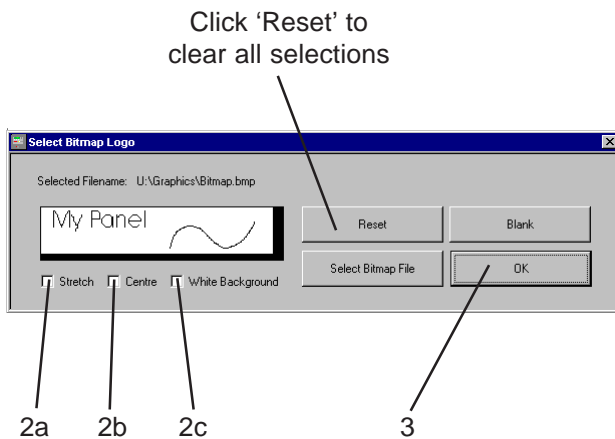 Click ‘Reset’ to
clear all selections
Select Bitmap Logo
Selected Filename: U:\Graphics\Bitmap.bmp
My Panel
Reset
Blank
Select Bitmap File
OK
Stretch
Centre
White Background
2a
2b
2c
3